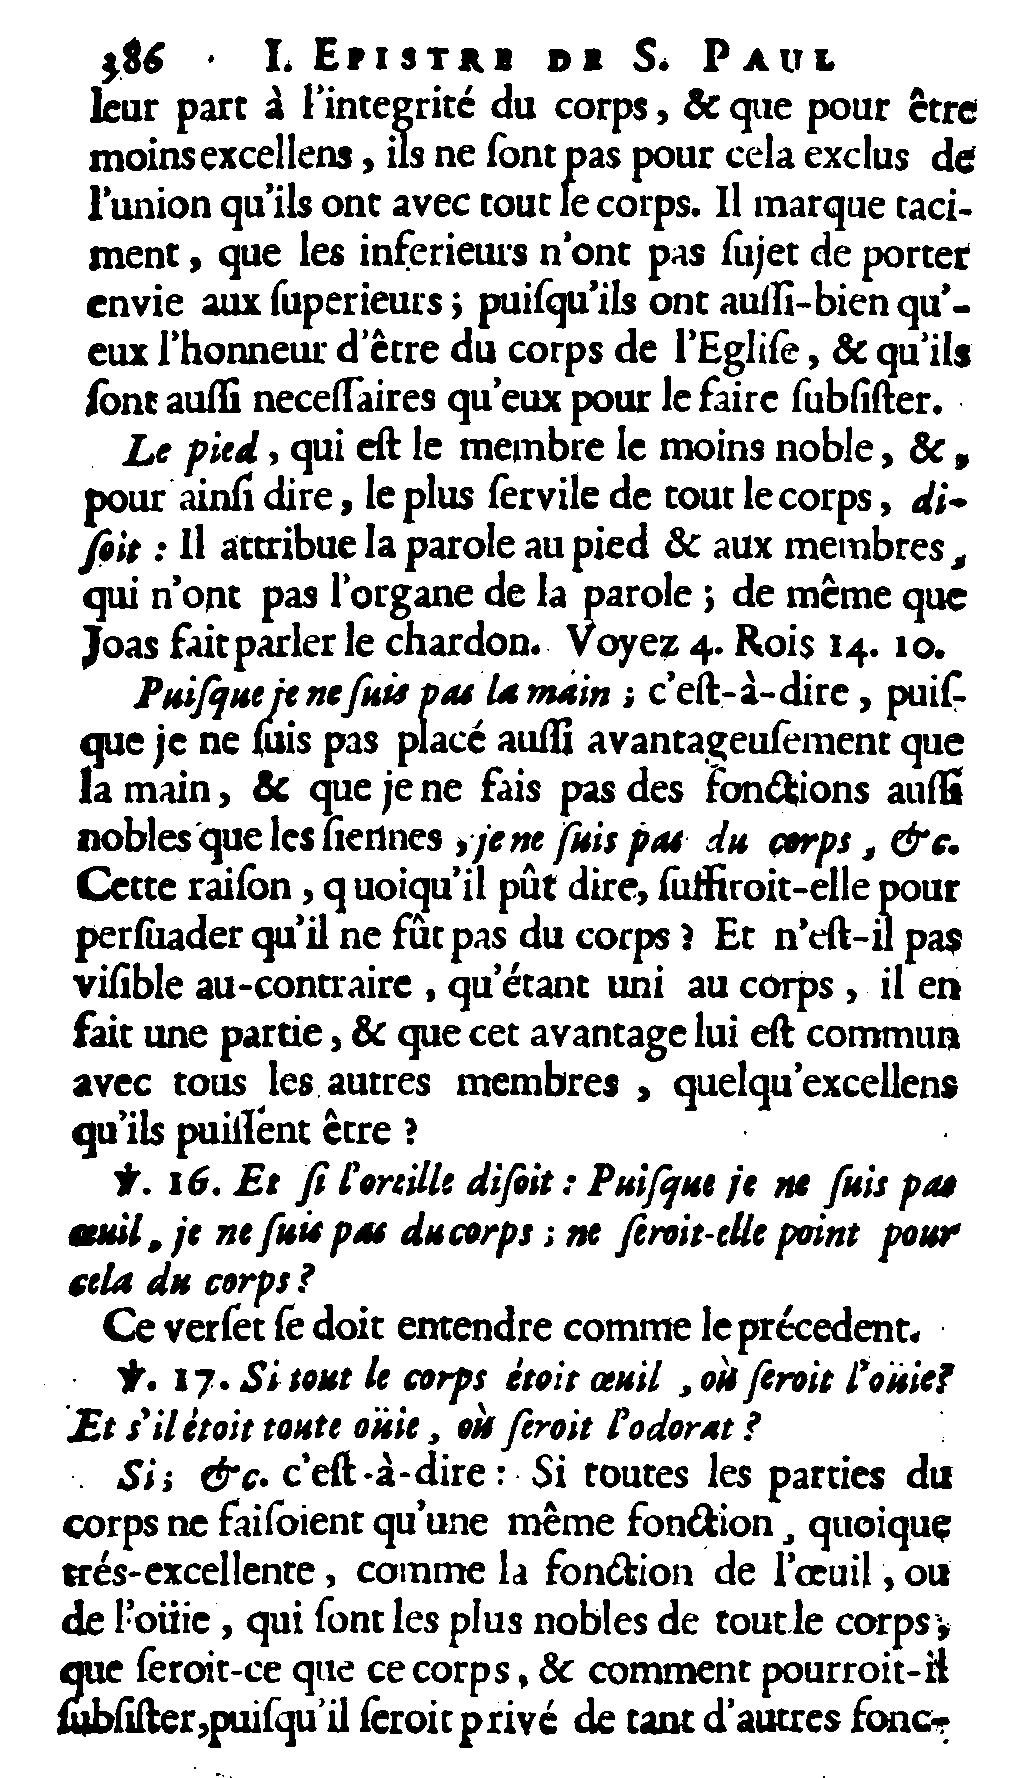 386 I. EPISTRE DE S. PAUL
leur part à l'integrité du corps, & que pour être
moins excellens, ils ne ſont pas pour cela exclus de
l'union qu'ils ont avec tout le corps. Il marque taci-
ment, que les inferieurs n'ont pas ſujet de porter
envie aux ſuperieurs; puiſqu'ils ont auſſi-bien qu'-
eux l'honneur d'être du corps de l'Egliſe, & qu'ils
ſont auſſi neceſſaires qu'eux pour le faire ſubſiſter.
Le pied, qui eſt le membre le moins noble, &,
pour ainſi dire, le plus ſervile de tout le corps, di-
ſoit : Il attribue la parole au pied & aux membres,
qui n'ont pas l'organe de la parole; de même que
Joas fait parler le chardon. Voyez 4. Rois 14. 10.
Puiſque je ne ſuis pas la main; c'eſt-à-dire, puiſ-
que je ne ſuis pas placé auſſi avantageuſement que
la main, & que je ne fais pas des fonctions auſſi
nobles que les ſiennes, je ne ſuis pas du corps, &c.
Cette raiſon, quoiqu'il pût dire, ſuffiroit-elle pour
perſuader qu'il ne fût pas du corps? Et n'eſt-il pas
viſible au-contraire, qu'étant uni au corps, il en
fait une partie, & que cet avantage lui eſt commun
avec tous les autres membres, quelqu'excellens
qu'ils puiſſent être?
℣. 16. Et ſi l'oreille diſoit : Puiſque je ne ſuis pas
œuil, je ne ſuis pas du corps; ne ſeroit-elle point pour
cela du corps?
Ce verſet ſe doit entendre comme le précedent.
℣. 17. Si tout le corps étoit œuil, où ſeroit l'oüie?
Et s'il étoit toute oüie, où ſeroit l'odorat?
Si; &c. c'eſt-à-dire : Si toutes les parties du
corps ne faiſoient qu'une même fonction, quoique
trés-excellente, comme la fonction de l'œuil, ou
de l'oüie, qui ſont les plus nobles de tout le corps,
que ſeroit-ce que ce corps, & comment pourroit-il
ſubſiſter, puiſqu'il ſeroit privé de tant d'autres fonc-